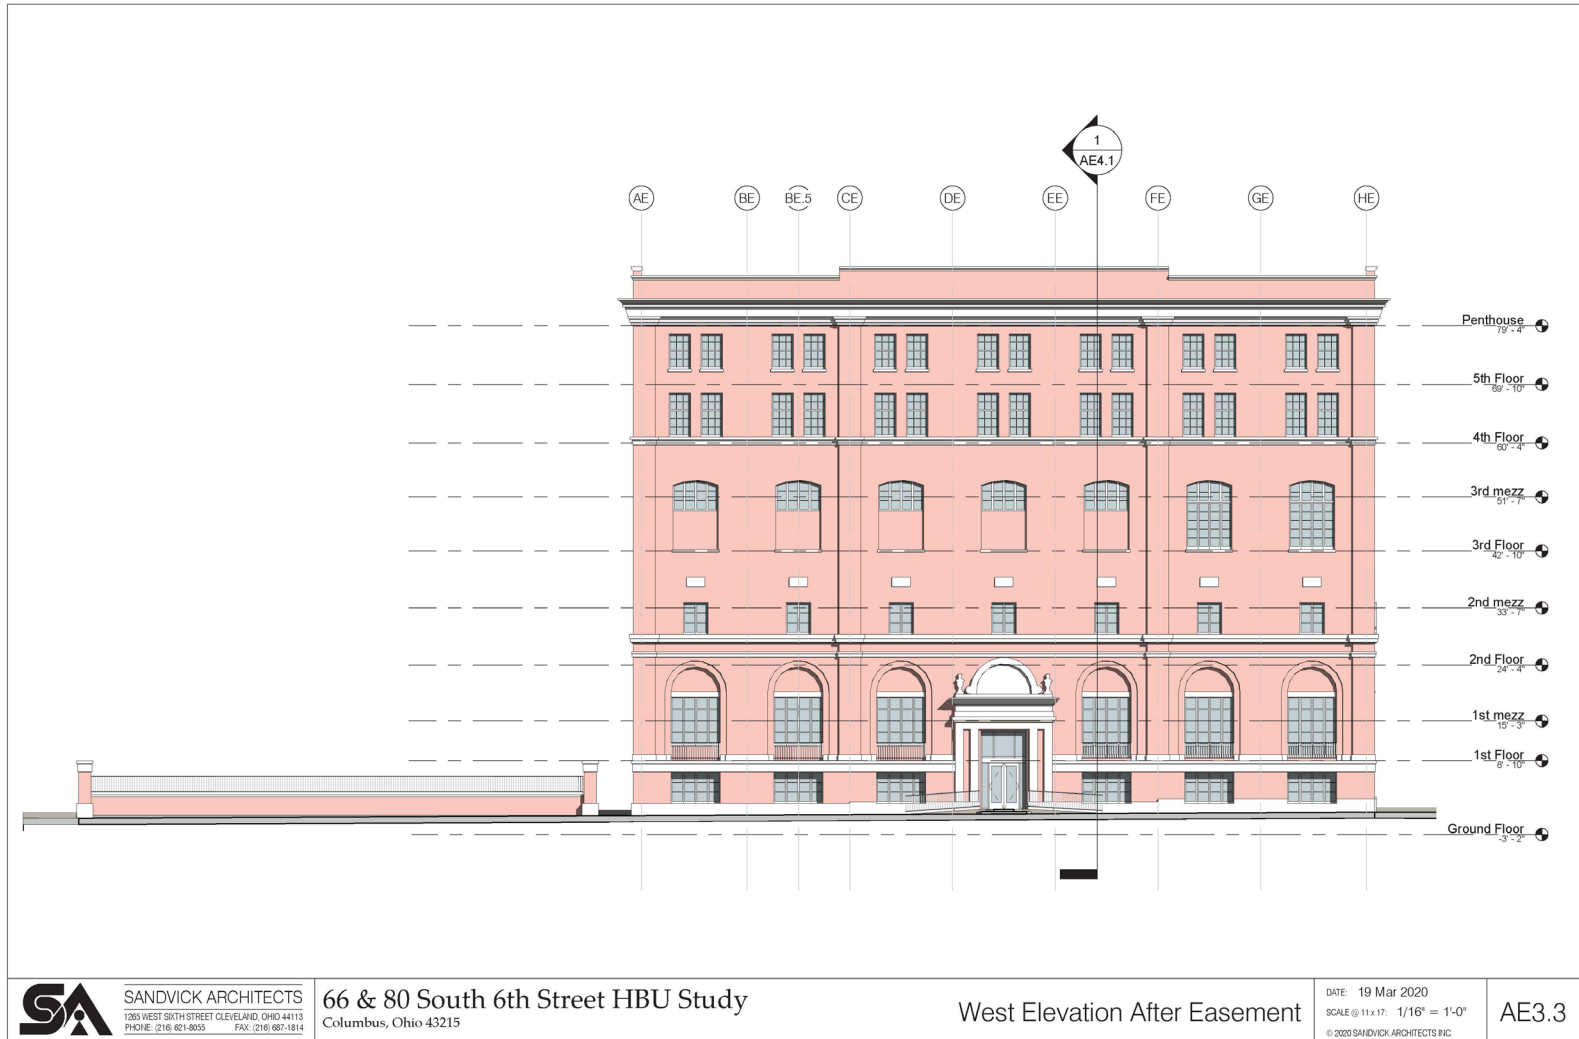 1
AE4.1
AE
BE
BE.5
CE
DE
EE
FE
GE
HE
Penthouse
79' - 4"
5th Floor
69' - 10"
4th Floor
60' - 4"
3rd mezz
51' - 7"
3rd Floor
42' - 10"
2nd mezz
33' - 7"
2nd Floor
24' - 4"
1st mezz
15' - 3"
1st Floor
8' - 10"
Ground Floor
-3' - 2"
SA
SANDVICK ARCHITECTS
1265 WEST SIXTH STREET CLEVELAND, OHIO 44113
PHONE: (216) 621-8055 FAX: (216) 687-1814
66 & 80 South 6th Street HBU Study
Columbus, Ohio 43215
West Elevation After Easement
DATE: 19 Mar 2020
SCALE @ 11 x 17: 1/16" = 1'-0"
© 2020 SANDVICK ARCHITECTS INC.
AE3.3